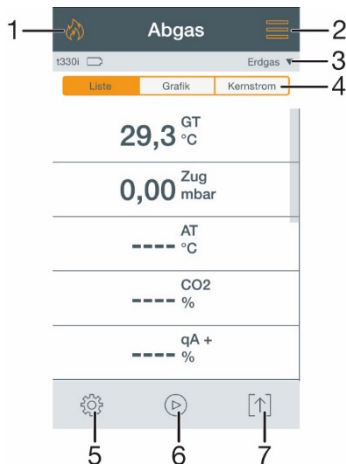 1 Abgas 2
t330i Erdgas 3
Liste Grafik Kernstrom 4
29,3 GT °C
0,00 Zug mbar
---- AT °C
---- CO2 %
---- qA + %
5 6 7